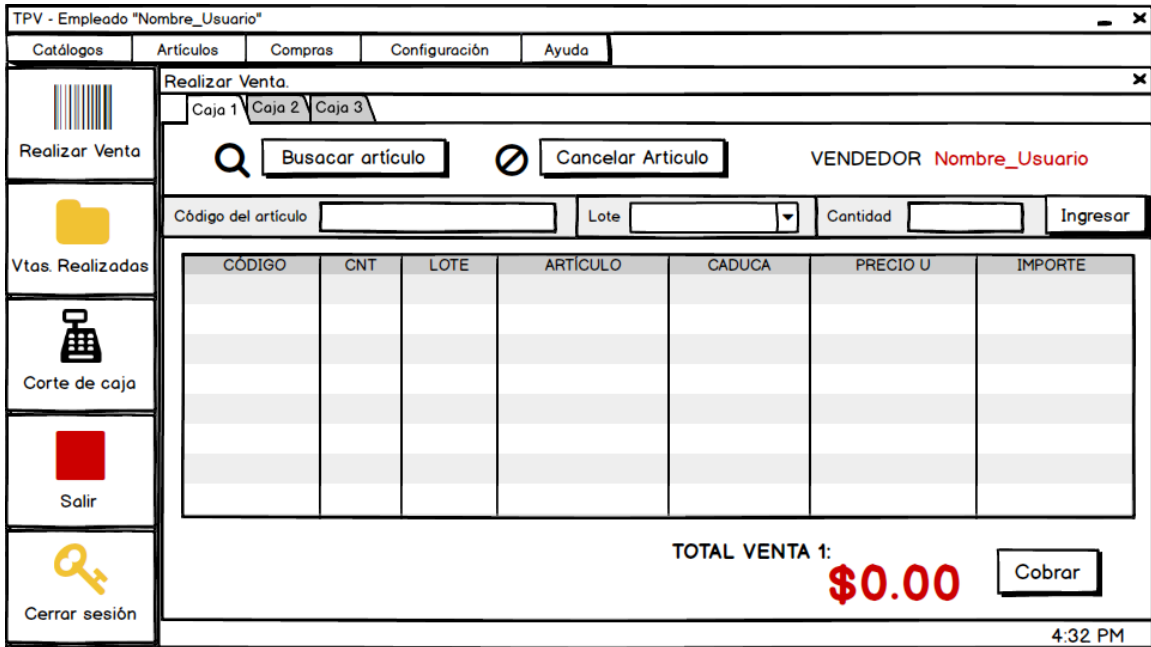 TPV - Empleado "Nombre_Usuario"
Catálogos Artículos Compras Configuración Ayuda
Realizar Venta
Vtas. Realizadas
Corte de caja
Salir
Cerrar sesión
Realizar Venta.
Caja 1 Caja 2 Caja 3
Busacar artículo Cancelar Articulo VENDEDOR Nombre_Usuario
Código del artículo Lote Cantidad Ingresar
CÓDIGO CNT LOTE ARTÍCULO CADUCA PRECIO U IMPORTE
TOTAL VENTA 1:
$0.00
Cobrar
4:32 PM